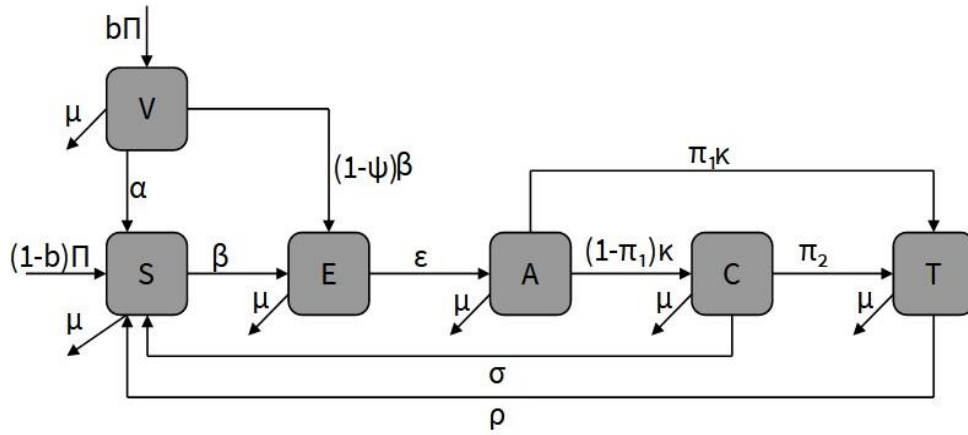 bΠ
μ
V
α
(1-ψ)β
π₁κ
(1-b)Π
S
β
E
ε
A
(1-π₁)κ
C
π₂
T
μ
μ
μ
μ
μ
σ
ρ